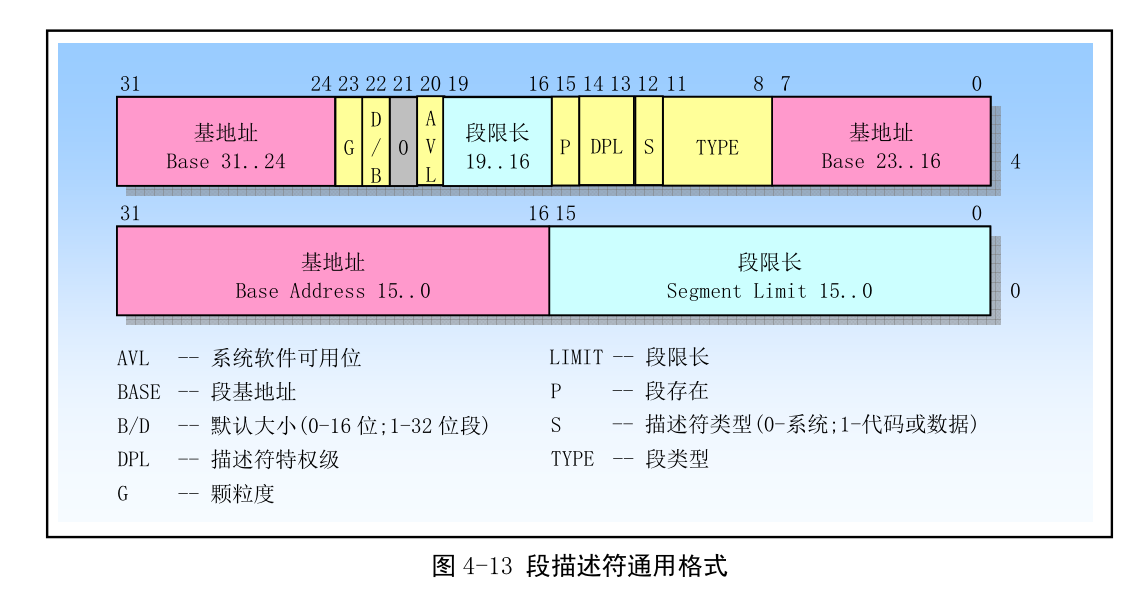 31 24 23 22 21 20 19 16 15 14 13 12 11 8 7 0
基地址 Base 31..24 G D/B 0 AVL 段限长 19..16 P DPL S TYPE 基地址 Base 23..16 4
31 16 15 0
基地址 段限长
Base Address 15..0 Segment Limit 15..0 0
AVL -- 系统软件可用位 LIMIT -- 段限长
BASE -- 段基地址 P -- 段存在
B/D -- 默认大小(0-16位;1-32位段) S -- 描述符类型(0-系统;1-代码或数据)
DPL -- 描述符特权级 TYPE -- 段类型
G -- 颗粒度
图 4-13 段描述符通用格式